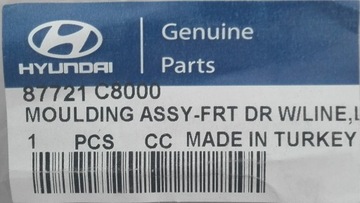 Genuine
Parts
HYUNDAI
87721 C8000
MOULDING ASSY-FRT DR W/LINE,L
1 PCS CC MADE IN TURKEY